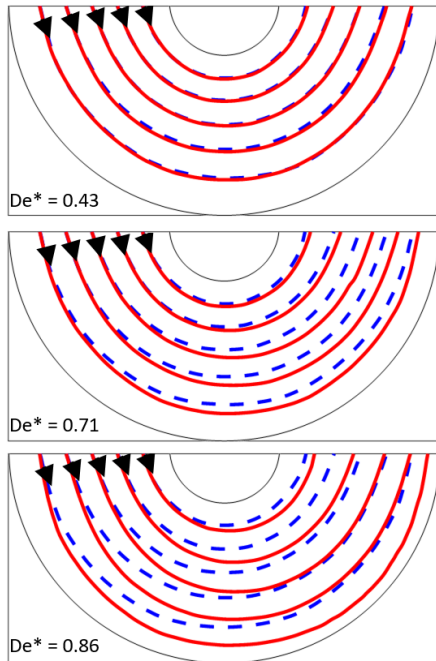 De* = 0.43
De* = 0.71
De* = 0.86